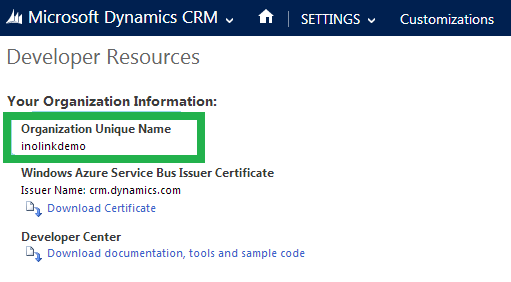 Microsoft Dynamics CRM SETTINGS Customizations
Developer Resources
Your Organization Information:
Organization Unique Name
inolinkdemo
Windows Azure Service Bus Issuer Certificate
Issuer Name: crm.dynamics.com
Download Certificate
Developer Center
Download documentation, tools and sample code